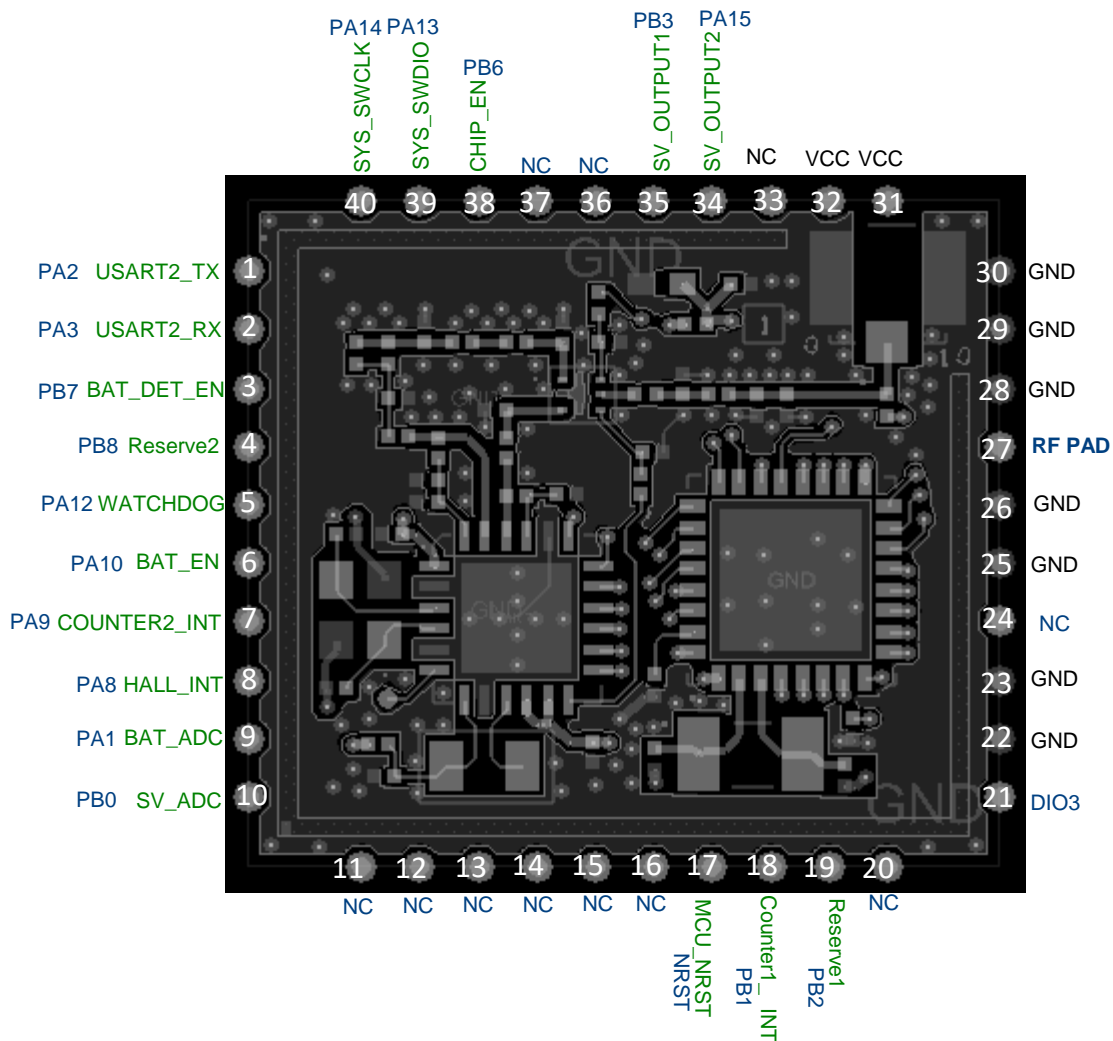 PA14 PA13 PB6 PB3 PA15
SYS_SWCLK
SYS_SWDIO
CHIP_EN
NC
NC
SV_OUTPUT1
SV_OUTPUT2
NC
VCC
VCC
40 39 38 37 36 35 34 33 32 31
GND
PA2 USART2_TX 1
PA3 USART2_RX 2
PB7 BAT_DET_EN 3
PB8 Reserve2 4
PA12 WATCHDOG 5
PA10 BAT_EN 6
PA9 COUNTER2_INT 7
PA8 HALL_INT 8
PA1 BAT_ADC 9
PB0 SV_ADC 10
30 GND
29 GND
28 GND
27 RF PAD
26 GND
25 GND
24 NC
23 GND
22 GND
21 DIO3
1
GND
GND
GND
GND
11 12 13 14 15 16 17 18 19 20
NC NC NC NC NC NC
MCU_NRST
NRST
Counter1_ INT
PB1
Reserve1
PB2
NC